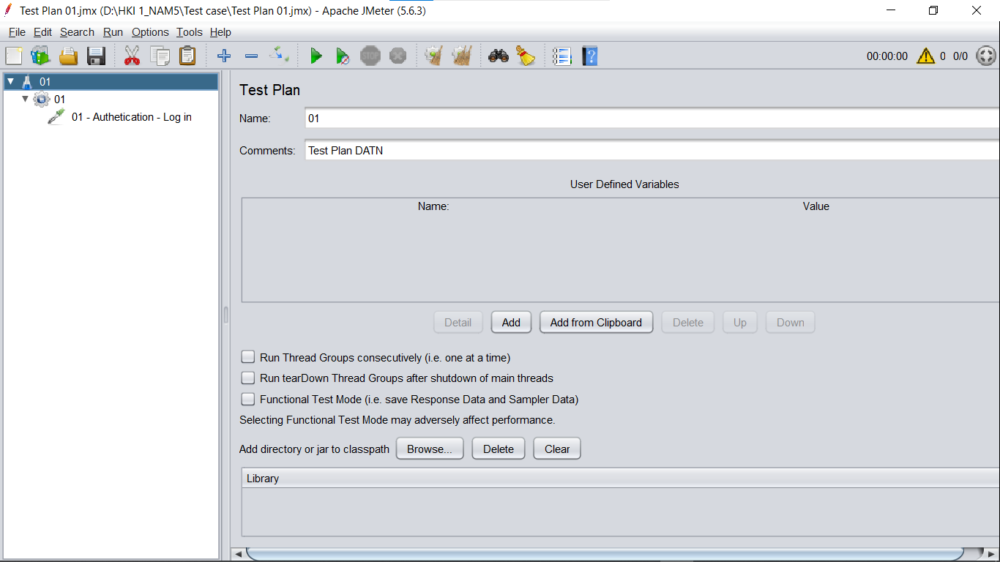 Test Plan 01.jmx (D:\HKI 1_NAM5\Test case\Test Plan 01.jmx) - Apache JMeter (5.6.3)
File Edit Search Run Options Tools Help
STOP 00:00:00 0 0/0
01
01
01 - Authetication - Log in
Test Plan
Name: 01
Comments: Test Plan DATN
User Defined Variables
Name: Value
Detail Add Add from Clipboard Delete Up Down
Run Thread Groups consecutively (i.e. one at a time)
Run tearDown Thread Groups after shutdown of main threads
Functional Test Mode (i.e. save Response Data and Sampler Data)
Selecting Functional Test Mode may adversely affect performance.
Add directory or jar to classpath Browse... Delete Clear
Library